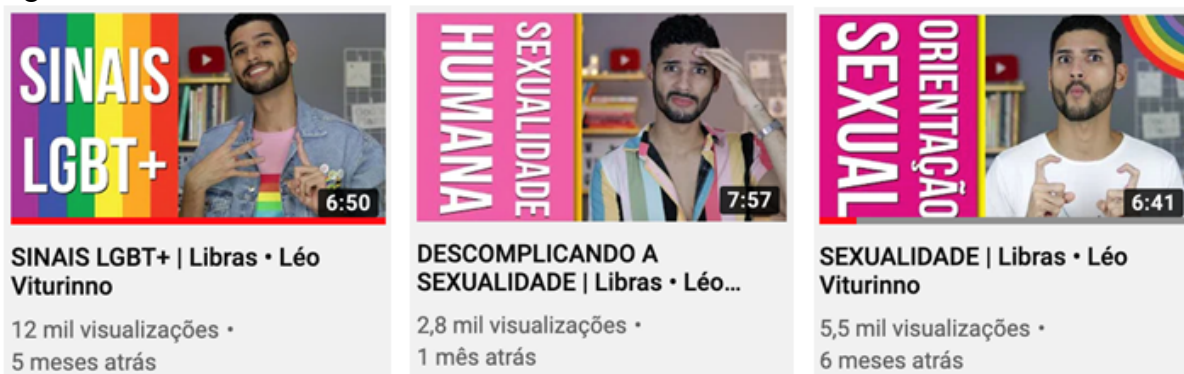 SINAIS
LGBT+
6:50
SINAIS LGBT+ | Libras • Léo
Viturinno
12 mil visualizações •
5 meses atrás
SEXUALIDADE
HUMANA
7:57
DESCOMPLICANDO A
SEXUALIDADE | Libras • Léo...
2,8 mil visualizações •
1 mês atrás
ORIENTAÇÃO
SEXUAL
6:41
SEXUALIDADE | Libras • Léo
Viturinno
5,5 mil visualizações •
6 meses atrás